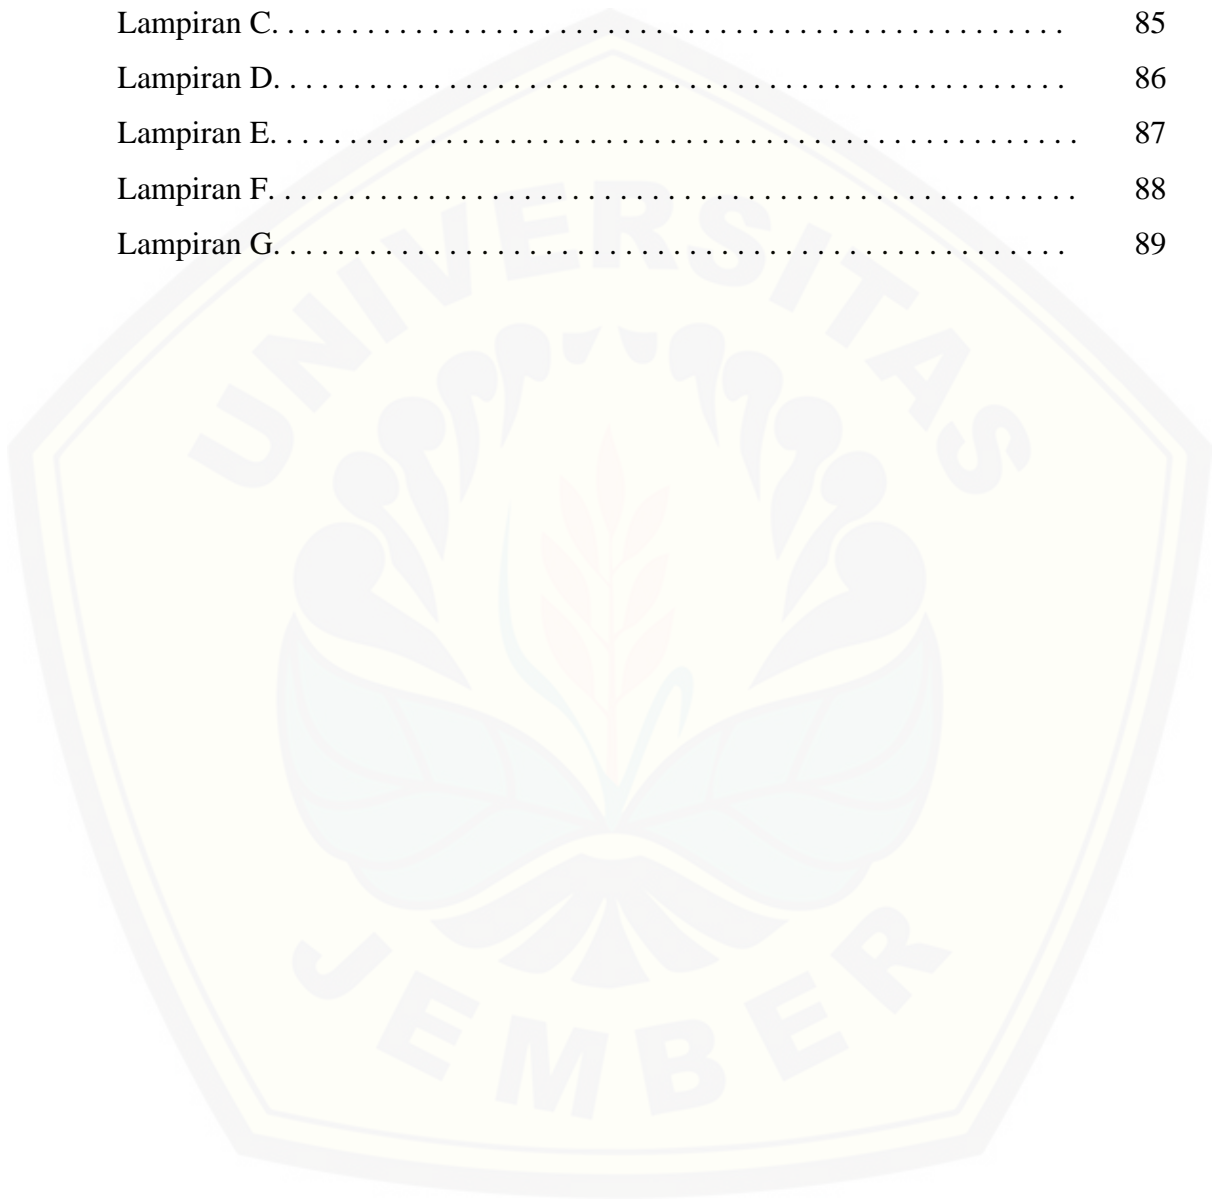 Lampiran C. . . . . . . . . . . . . . . . . . . . . . . . . . . . . . . . . . . . . . . . . . . . . . . . . . 85
Lampiran D. . . . . . . . . . . . . . . . . . . . . . . . . . . . . . . . . . . . . . . . . . . . . . . . . . 86
Lampiran E. . . . . . . . . . . . . . . . . . . . . . . . . . . . . . . . . . . . . . . . . . . . . . . . . . . 87
Lampiran F. . . . . . . . . . . . . . . . . . . . . . . . . . . . . . . . . . . . . . . . . . . . . . . . . . . 88
Lampiran G. . . . . . . . . . . . . . . . . . . . . . . . . . . . . . . . . . . . . . . . . . . . . . . . . . 89
UNIVERSITAS
JEMBER